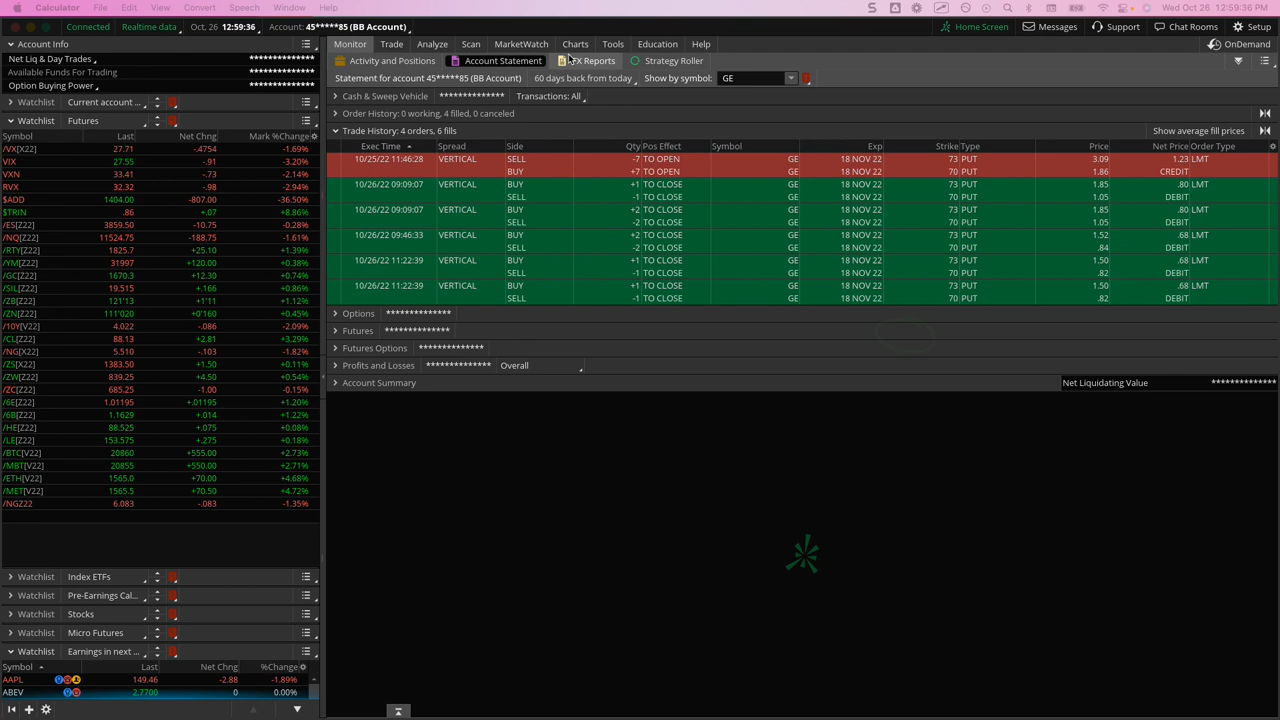 Calculator File Edit View Convert Speech Window Help Wed Oct 26 12:59:36 PM
Connected Realtime data Oct, 26 12:59:36 Account: 45*****85 (BB Account) Home Screen Messages Support Chat Rooms Setup
Account Info
Net Liq & Day Trades **************
Available Funds For Trading **************
Option Buying Power **************
Watchlist Current account ...
Watchlist Futures
Symbol Last Net Chng Mark %Change
/VX[X22] 27.71 -.4754 -1.69%
VIX 27.55 -.91 -3.20%
VXN 33.41 -.73 -2.14%
RVX 32.32 -.98 -2.94%
$ADD 1404.00 -807.00 -36.50%
$TRIN .86 +.07 +8.86%
/ES[Z22] 3859.50 -10.75 -0.28%
/NQ[Z22] 11524.75 -188.75 -1.61%
/RTY[Z22] 1825.7 +25.10 +1.39%
/YM[Z22] 31997 +120.00 +0.38%
/GC[Z22] 1670.3 +12.30 +0.74%
/SIL[Z22] 19.515 +.166 +0.86%
/ZB[Z22] 121'13 +1'11 +1.12%
/ZN[Z22] 111'020 +0'160 +0.45%
/10Y[Z22] 4.022 -.086 -2.09%
/CL[Z22] 88.13 +2.81 +3.29%
/NG[X22] 5.510 -.103 -1.82%
/ZS[X22] 1383.50 +1.50 +0.11%
/ZW[Z22] 839.25 +4.50 +0.54%
/ZC[Z22] 685.25 -1.00 -0.15%
/6E[Z22] 1.01195 +.01195 +1.20%
/6B[Z22] 1.1629 +.014 +1.22%
/HE[Z22] 88.525 +.075 +0.08%
/LE[Z22] 153.575 +.275 +0.18%
/BTC[V22] 20860 +555.00 +2.73%
/MBT[V22] 20855 +550.00 +2.71%
/ETH[V22] 1565.0 +70.00 +4.68%
/MET[V22] 1565.5 +70.50 +4.72%
/NGZ22 6.083 -.083 -1.35%
Watchlist Index ETFs
Watchlist Pre-Earnings Cal...
Watchlist Stocks
Watchlist Micro Futures
Watchlist Earnings in next ...
Symbol Last Net Chng %Change
AAPL 149.46 -2.88 -1.89%
ABEV 2.7700 0 0.00%
Monitor Trade Analyze Scan MarketWatch Charts Tools Education Help OnDemand
Activity and Positions Account Statement FX Reports Strategy Roller
Statement for account 45*****85 (BB Account) 60 days back from today Show by symbol: GE
Cash & Sweep Vehicle ************** Transactions: All
Order History: 0 working, 4 filled, 0 canceled
Trade History: 4 orders, 6 fills Show average fill prices
Exec Time Spread Side Qty Pos Effect Symbol Exp Strike Type Price Net Price Order Type
10/25/22 11:46:28 VERTICAL SELL -7 TO OPEN GE 18 NOV 22 73 PUT 3.09 1.23 LMT
BUY +7 TO OPEN GE 18 NOV 22 70 PUT 1.86 CREDIT
10/26/22 09:09:07 VERTICAL BUY +1 TO CLOSE GE 18 NOV 22 73 PUT 1.85 .80 LMT
SELL -1 TO CLOSE GE 18 NOV 22 70 PUT 1.05 DEBIT
10/26/22 09:09:07 VERTICAL BUY +2 TO CLOSE GE 18 NOV 22 73 PUT 1.85 .80 LMT
SELL -2 TO CLOSE GE 18 NOV 22 70 PUT 1.05 DEBIT
10/26/22 09:46:33 VERTICAL BUY +2 TO CLOSE GE 18 NOV 22 73 PUT 1.52 .68 LMT
SELL -2 TO CLOSE GE 18 NOV 22 70 PUT .84 DEBIT
10/26/22 11:22:39 VERTICAL BUY +1 TO CLOSE GE 18 NOV 22 73 PUT 1.50 .68 LMT
SELL -1 TO CLOSE GE 18 NOV 22 70 PUT .82 DEBIT
10/26/22 11:22:39 VERTICAL BUY +1 TO CLOSE GE 18 NOV 22 73 PUT 1.50 .68 LMT
SELL -1 TO CLOSE GE 18 NOV 22 70 PUT .82 DEBIT
Options **************
Futures **************
Futures Options **************
Profits and Losses ************** Overall
Account Summary Net Liquidating Value **************